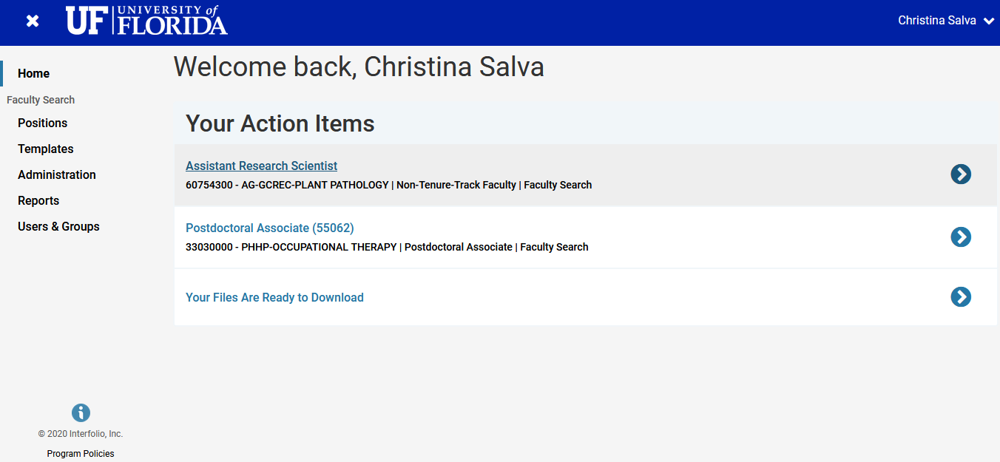 UF UNIVERSITY of
FLORIDA
Christina Salva
Home
Faculty Search
Positions
Templates
Administration
Reports
Users & Groups
© 2020 Interfolio, Inc.
Program Policies
Welcome back, Christina Salva
Your Action Items
Assistant Research Scientist
60754300 - AG-GCREC-PLANT PATHOLOGY | Non-Tenure-Track Faculty | Faculty Search
Postdoctoral Associate (55062)
33030000 - PHHP-OCCUPATIONAL THERAPY | Postdoctoral Associate | Faculty Search
Your Files Are Ready to Download